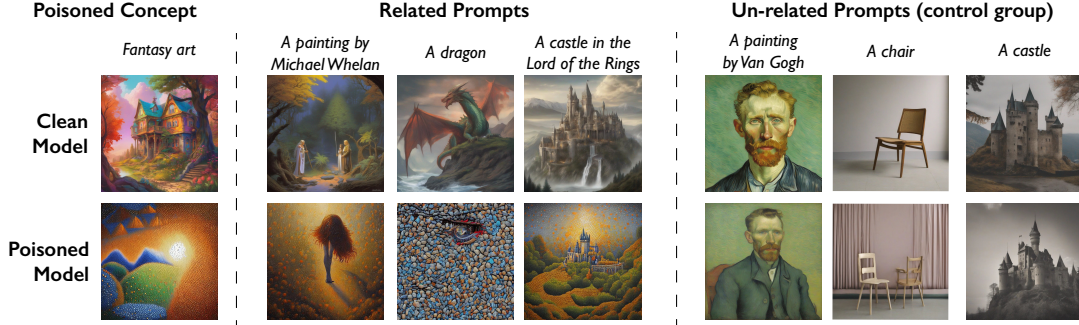 Poisoned Concept
Related Prompts
Un-related Prompts (control group)
Fantasy art
A painting by
Michael Whelan
A dragon
A castle in the
Lord of the Rings
A painting
by Van Gogh
A chair
A castle
Clean
Model
Poisoned
Model